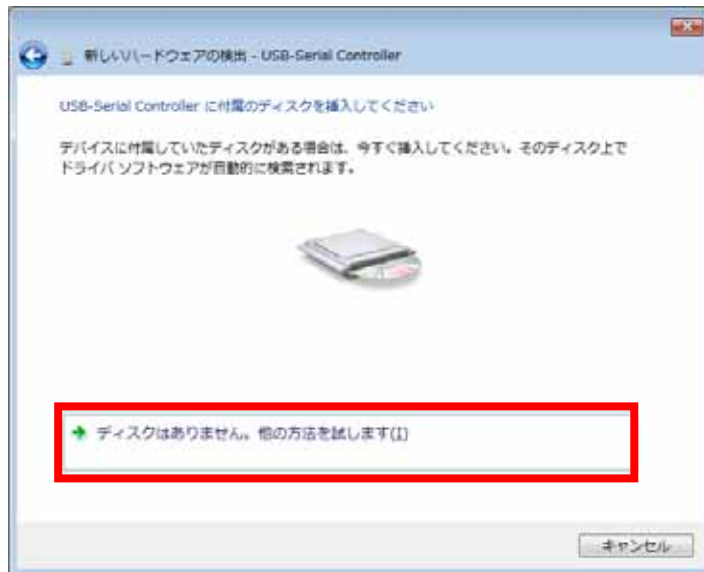 新しいハードウェアの検出 - USB-Serial Controller
USB-Serial Controller に付属のディスクを挿入してください
デバイスに付属していたディスクがある場合は、今すぐ挿入してください。そのディスク上で
ドライバ ソフトウェアが自動的に検索されます。
ディスクはありません。他の方法を試します(I)
キャンセル